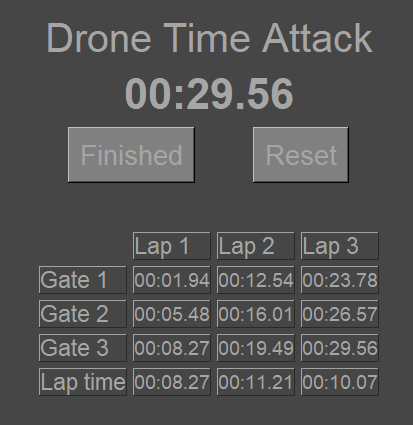 Drone Time Attack
00:29.56
Finished Reset
Lap 1 Lap 2 Lap 3
Gate 1 00:01.94 00:12.54 00:23.78
Gate 2 00:05.48 00:16.01 00:26.57
Gate 3 00:08.27 00:19.49 00:29.56
Lap time 00:08.27 00:11.21 00:10.07